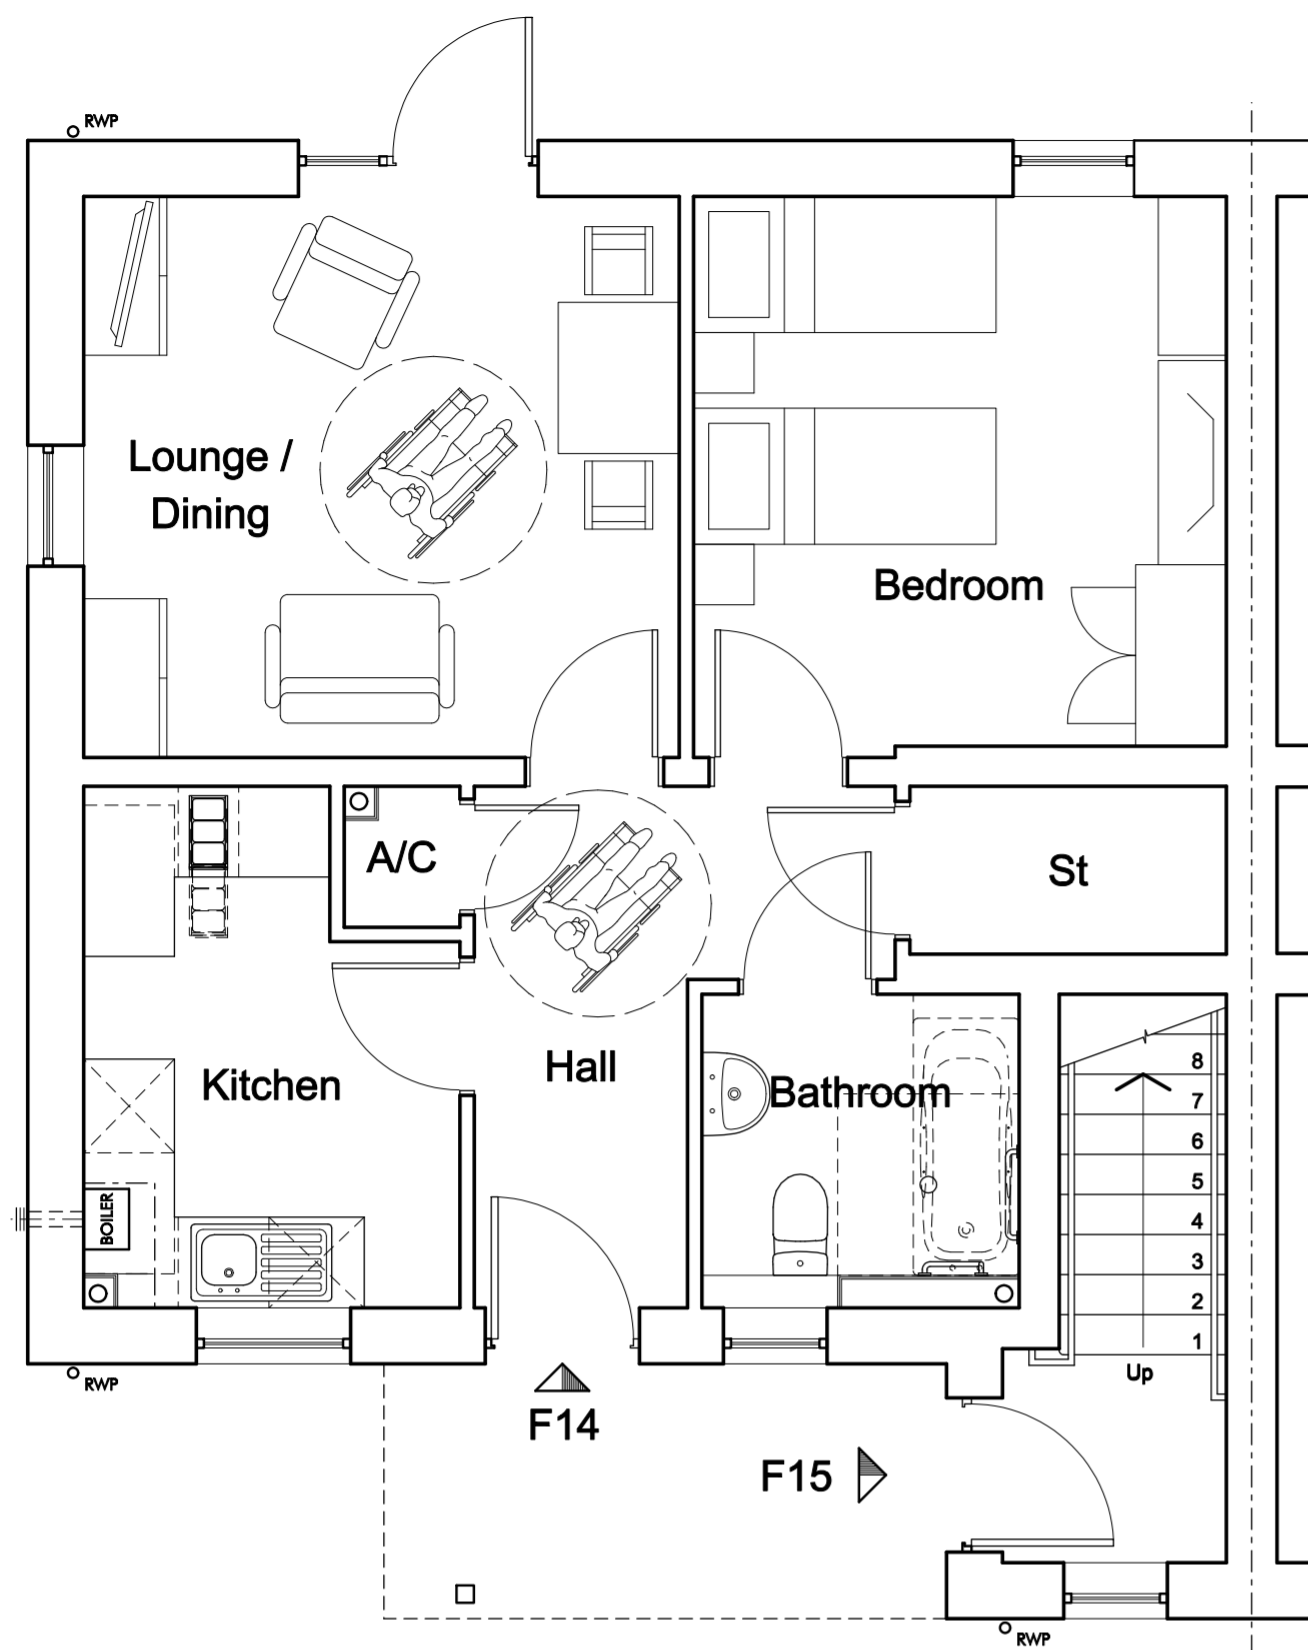 RWP
Lounge /
Dining
Bedroom
A/C
St
Kitchen
Hall
Bathroom
BOILER
8
7
6
5
4
3
2
1
Up
RWP
F14
F15
RWP